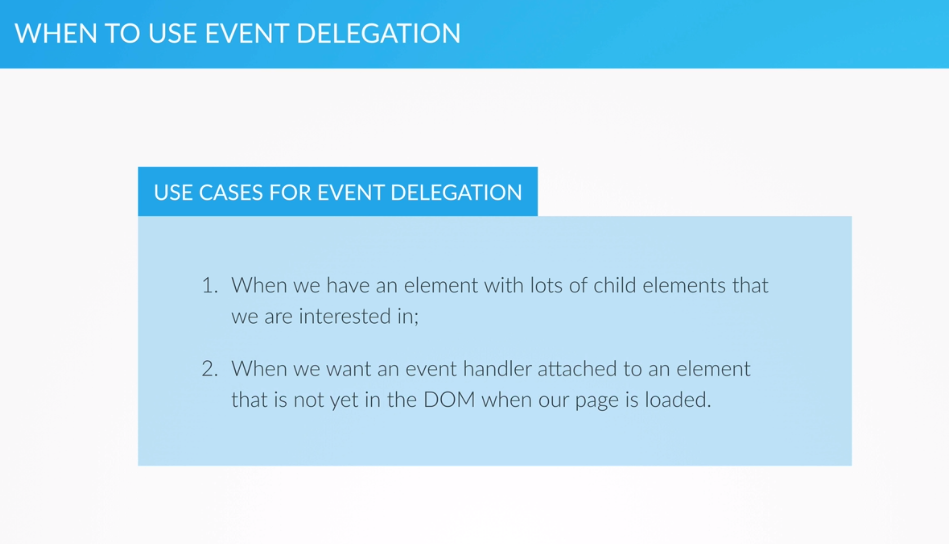 WHEN TO USE EVENT DELEGATION
USE CASES FOR EVENT DELEGATION
1. When we have an element with lots of child elements that
we are interested in;
2. When we want an event handler attached to an element
that is not yet in the DOM when our page is loaded.